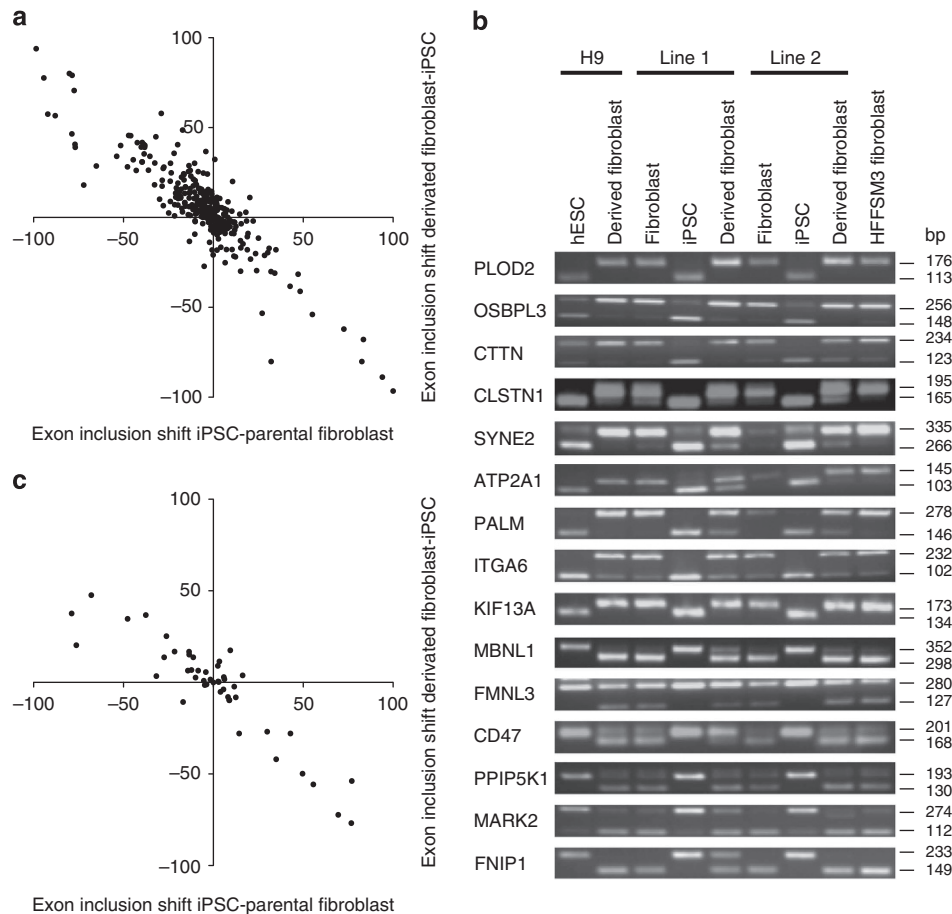 a
100
50
−100
−50
50
100
−50
−100
Exon inclusion shift iPSC-parental fibroblast
Exon inclusion shift derivated fibroblast-iPSC
b
H9
Line 1
Line 2
hESC
Derived fibroblast
Fibroblast
iPSC
Derived fibroblast
Fibroblast
iPSC
Derived fibroblast
HFFSM3 fibroblast
bp
PLOD2
176
113
OSBPL3
256
148
CTTN
234
123
CLSTN1
195
165
SYNE2
335
266
ATP2A1
145
103
PALM
278
146
ITGA6
232
102
KIF13A
173
134
MBNL1
352
298
FMNL3
280
127
CD47
201
168
PPIP5K1
193
130
MARK2
274
112
FNIP1
233
149
c
100
50
−100
−50
0
50
100
−50
−100
Exon inclusion shift iPSC-parental fibroblast
Exon inclusion shift derivated fibroblast-iPSC